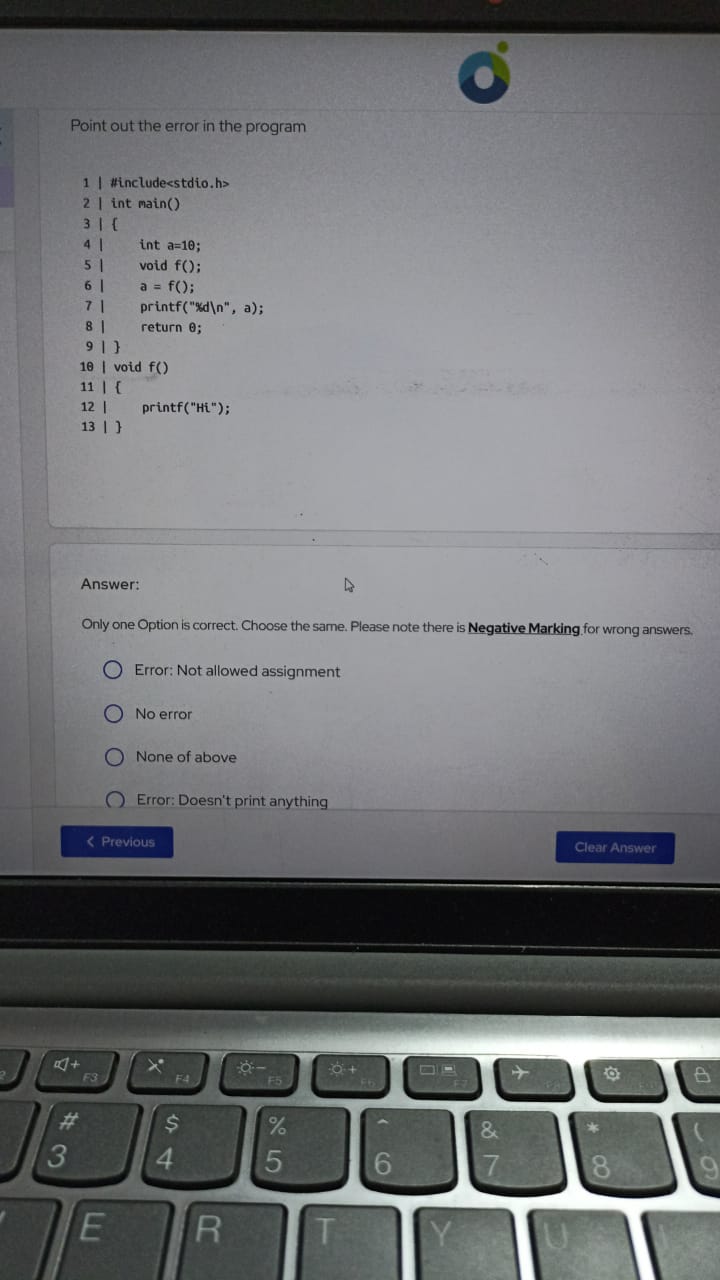 Point out the error in the program
1 | #include<stdio.h>
2 | int main()
3 | {
4 |     int a=10;
5 |     void f();
6 |     a = f();
7 |     printf("%d\n", a);
8 |     return 0;
9 | }
10 | void f()
11 | {
12 |     printf("Hi");
13 | }
Answer:
Only one Option is correct. Choose the same. Please note there is Negative Marking for wrong answers.
Error: Not allowed assignment
No error
None of above
Error: Doesn't print anything
< Previous
Clear Answer
F3 F4 F5 F6 F7
# $ % ^ & * (
3 4 5 6 7 8 9
E R T Y U